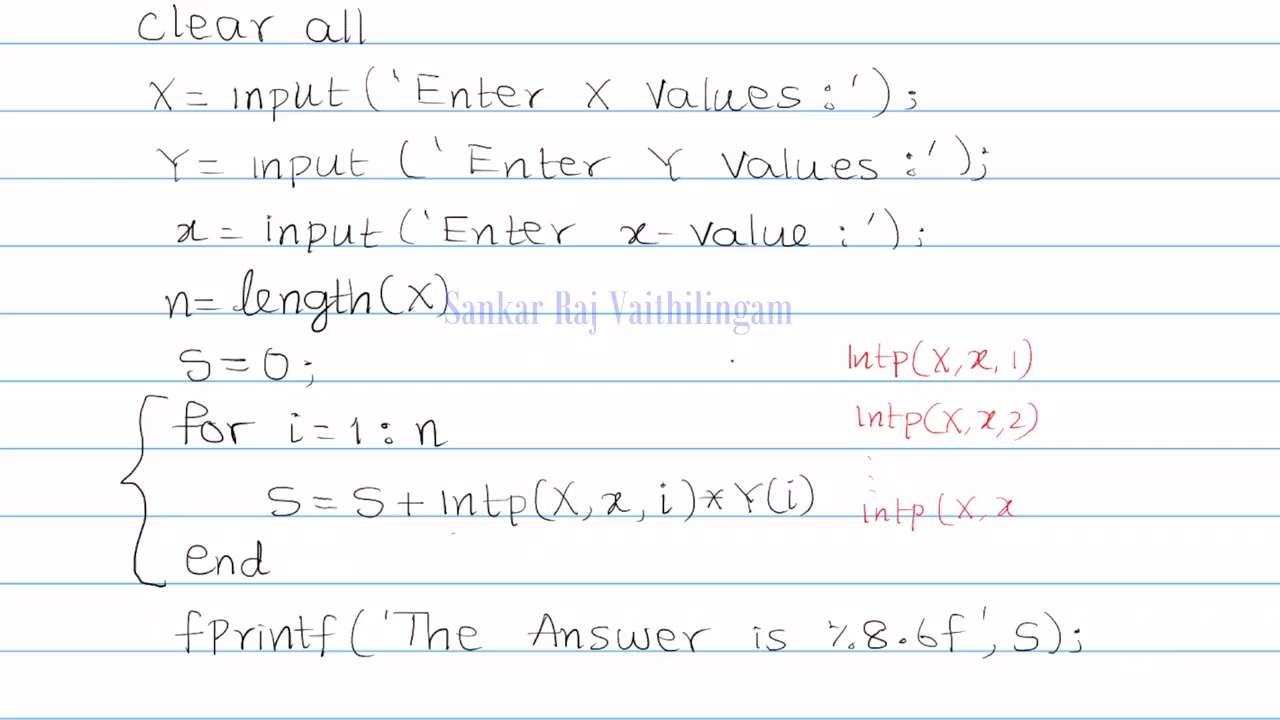 clear all
X = input('Enter X values :');
Y = input ('Enter Y values :');
x = input('Enter x-value :');
n = length(X)
Sankar Raj Vaithilingam
S = 0;
Intp(X, x, 1)
for i = 1 : n
Intp(X, x, 2)
S = S + Intp(X, x, i) * Y(i)
intp (X, x
end
fprintf('The Answer is %8.6f', S);